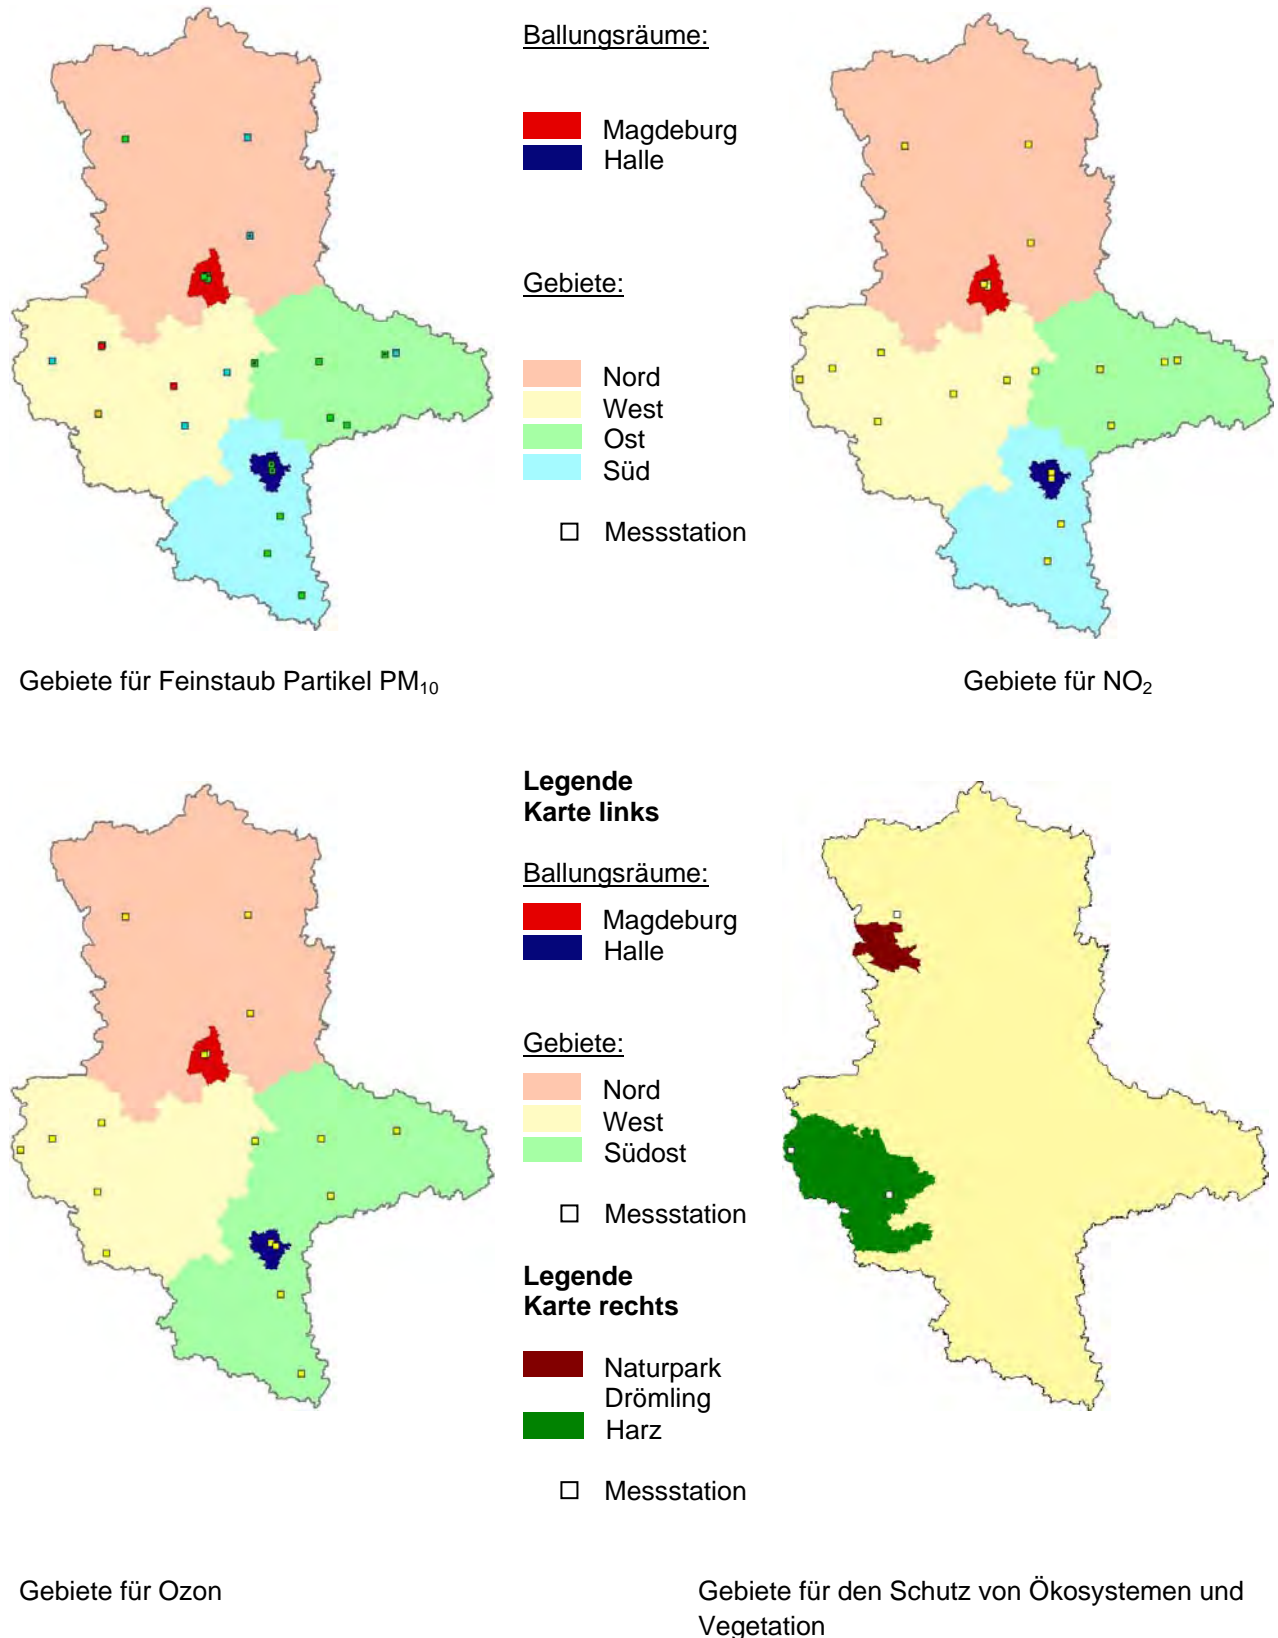 Ballungsräume:
Magdeburg
Halle
Gebiete:
Nord
West
Ost
Süd
Messstation
Gebiete für Feinstaub Partikel PM₁₀
Gebiete für NO₂
Legende
Karte links
Ballungsräume:
Magdeburg
Halle
Gebiete:
Nord
West
Südost
Messstation
Legende
Karte rechts
Naturpark
Drömling
Harz
Messstation
Gebiete für Ozon
Gebiete für den Schutz von Ökosystemen und
Vegetation